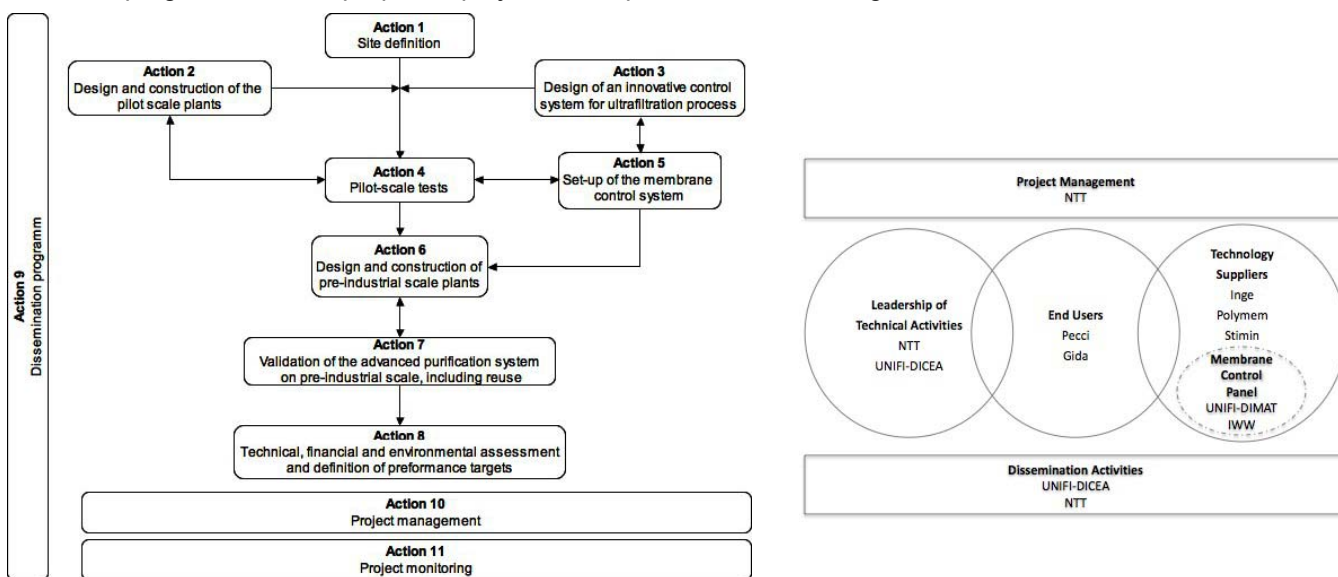 Action 1
Site definition
Action 2
Design and construction of the
pilot scale plants
Action 3
Design of an innovative control
system for ultrafiltration process
Action 4
Pilot-scale tests
Action 5
Set-up of the membrane
control system
Action 6
Design and construction of
pre-industrial scale plants
Action 7
Validation of the advanced purification system
on pre-industrial scale, including reuse
Action 8
Technical, financial and environmental assessment
and definition of preformance targets
Action 9
Dissemination programm
Action 10
Project management
Action 11
Project monitoring
Project Management
NTT
Leadership of
Technical Activities
NTT
UNIFI-DICEA
End Users
Pecci
Gida
Technology
Suppliers
Inge
Polymem
Stimin
Membrane
Control
Panel
UNIFI-DIMAT
IWW
Dissemination Activities
UNIFI-DICEA
NTT